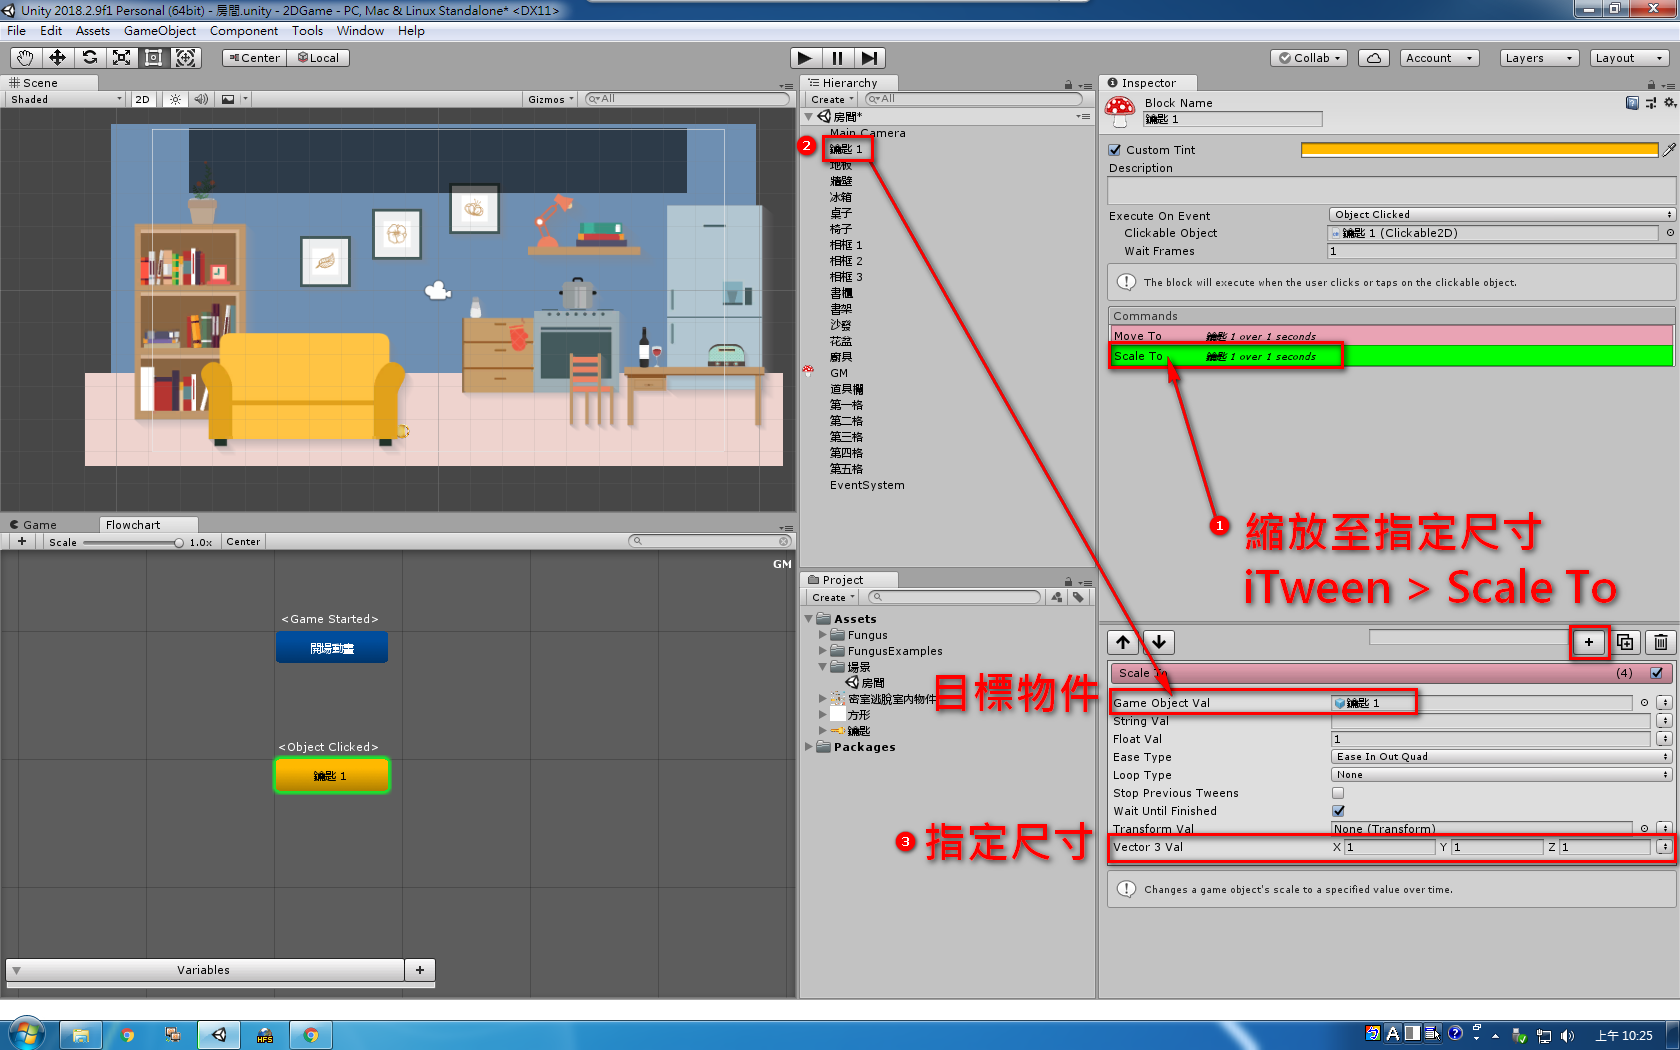 Unity 2018.2.9f1 Personal (64bit) - 房間.unity - 2DGame - PC, Mac & Linux Standalone* <DX11>
File Edit Assets GameObject Component Tools Window Help
Center Local
Collab Account Layers Layout
Scene
Shaded 2D Gizmos All
Hierarchy
Create All
房間*
Main Camera
2 鑰匙 1
地板
牆壁
冰箱
桌子
椅子
相框 1
相框 2
相框 3
書櫃
書架
沙發
花盆
廚具
GM
道具欄
第一格
第二格
第三格
第四格
第五格
EventSystem
Game Flowchart
+ Scale 1.0x Center
GM
<Game Started>
開場動畫
<Object Clicked>
鑰匙 1
Variables +
Project
Create
Assets
Fungus
FungusExamples
場景
房間
密室逃脫室內物件
方形
鑰匙
Packages
Inspector
Block Name
鑰匙 1
Custom Tint
Description
Execute On Event Object Clicked
Clickable Object 鑰匙 1 (Clickable2D)
Wait Frames 1
The block will execute when the user clicks or taps on the clickable object.
Commands
Move To 鑰匙 1 over 1 seconds
Scale To 鑰匙 1 over 1 seconds
1 縮放至指定尺寸
iTween > Scale To
+
Scale To (4)
目標物件
Game Object Val 鑰匙 1
String Val
Float Val 1
Ease Type Ease In Out Quad
Loop Type None
Stop Previous Tweens
Wait Until Finished
Transform Val None (Transform)
3 指定尺寸
Vector 3 Val X 1 Y 1 Z 1
Changes a game object's scale to a specified value over time.
HFS
A
上午 10:25